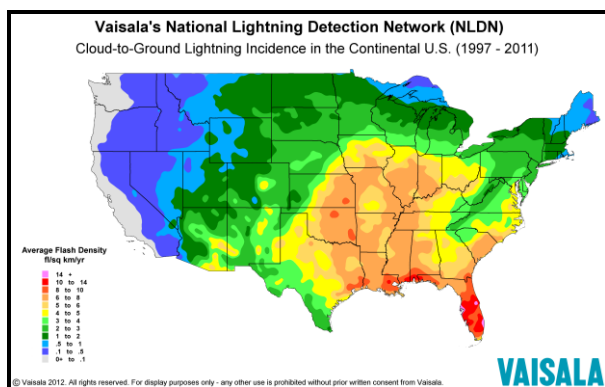 Vaisala's National Lightning Detection Network (NLDN)
Cloud-to-Ground Lightning Incidence in the Continental U.S. (1997 - 2011)
Average Flash Density
fl/sq km/yr
14 +
10 to 14
8 to 10
6 to 8
5 to 6
4 to 5
3 to 4
2 to 3
1 to 2
.5 to 1
.1 to .5
0+ to .1
© Vaisala 2012. All rights reserved. For display purposes only - any other use is prohibited without prior written consent from Vaisala.
VAISALA